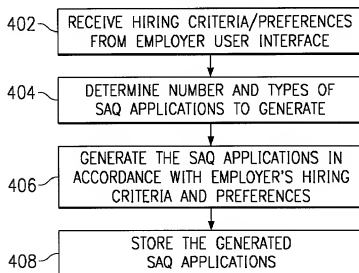 402
RECEIVE HIRING CRITERIA/PREFERENCES
FROM EMPLOYER USER INTERFACE
404
DETERMINE NUMBER AND TYPES OF
SAQ APPLICATIONS TO GENERATE
406
GENERATE THE SAQ APPLICATIONS IN
ACCORDANCE WITH EMPLOYER'S HIRING
CRITERIA AND PREFERENCES
408
STORE THE GENERATED
SAQ APPLICATIONS